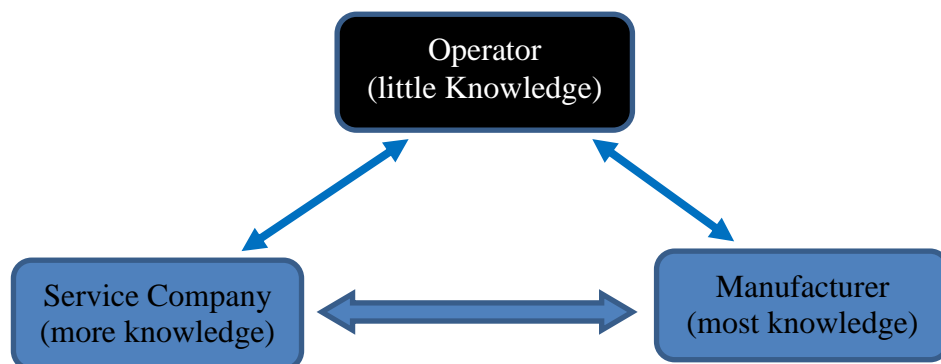 Operator
(little Knowledge)
Service Company
(more knowledge)
Manufacturer
(most knowledge)